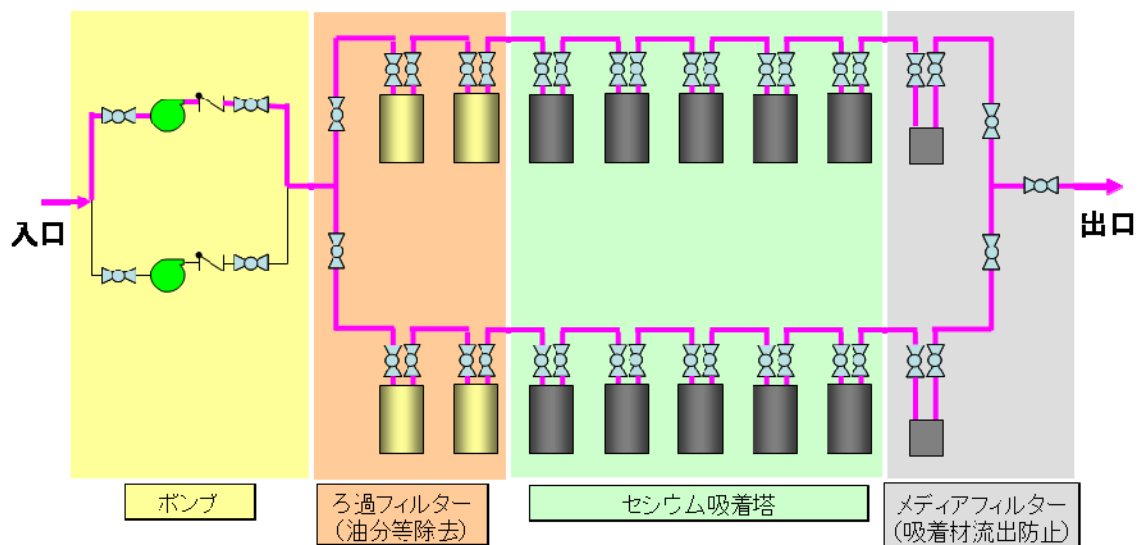 入口
出口
ポンプ
ろ過フィルター
(油分等除去)
セシウム吸着塔
メディアフィルター
(吸着材流出防止)